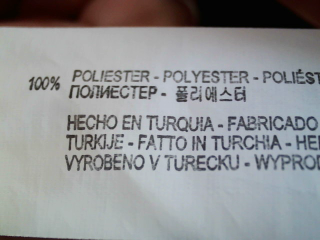 100% POLIESTER - POLYESTER - POLIÉST
ПОЛИЕСТЕР - 폴리에스터
HECHO EN TURQUIA - FABRICADO
TURKIJE - FATTO IN TURCHIA - HE
VYROBENO V TURECKU - WYPROD